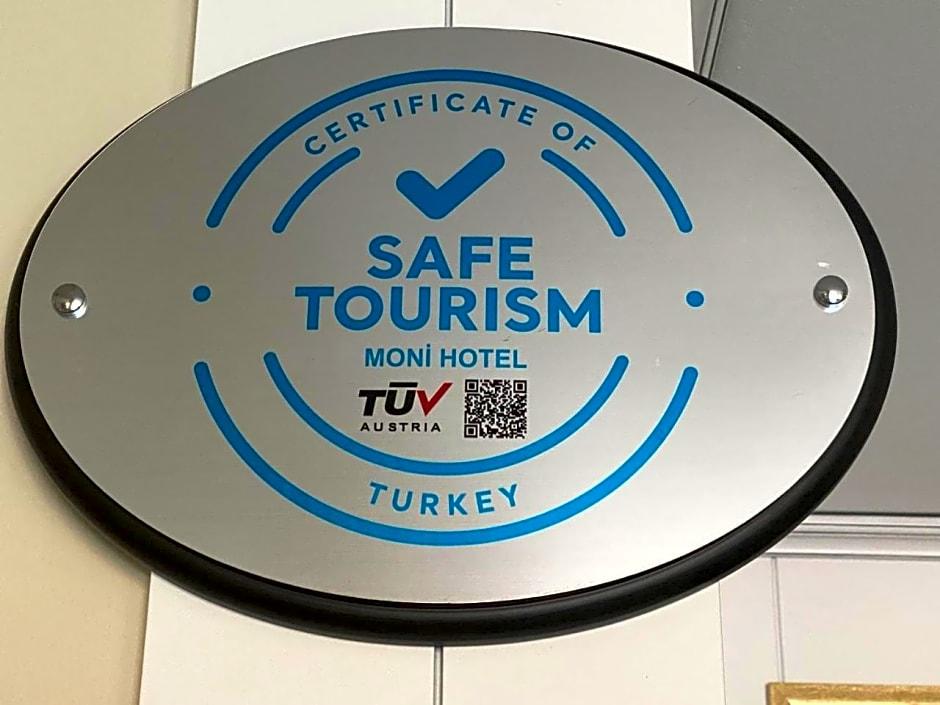 CERTIFICATE OF
SAFE
TOURISM
MONİ HOTEL
TÜV
AUSTRIA
TURKEY